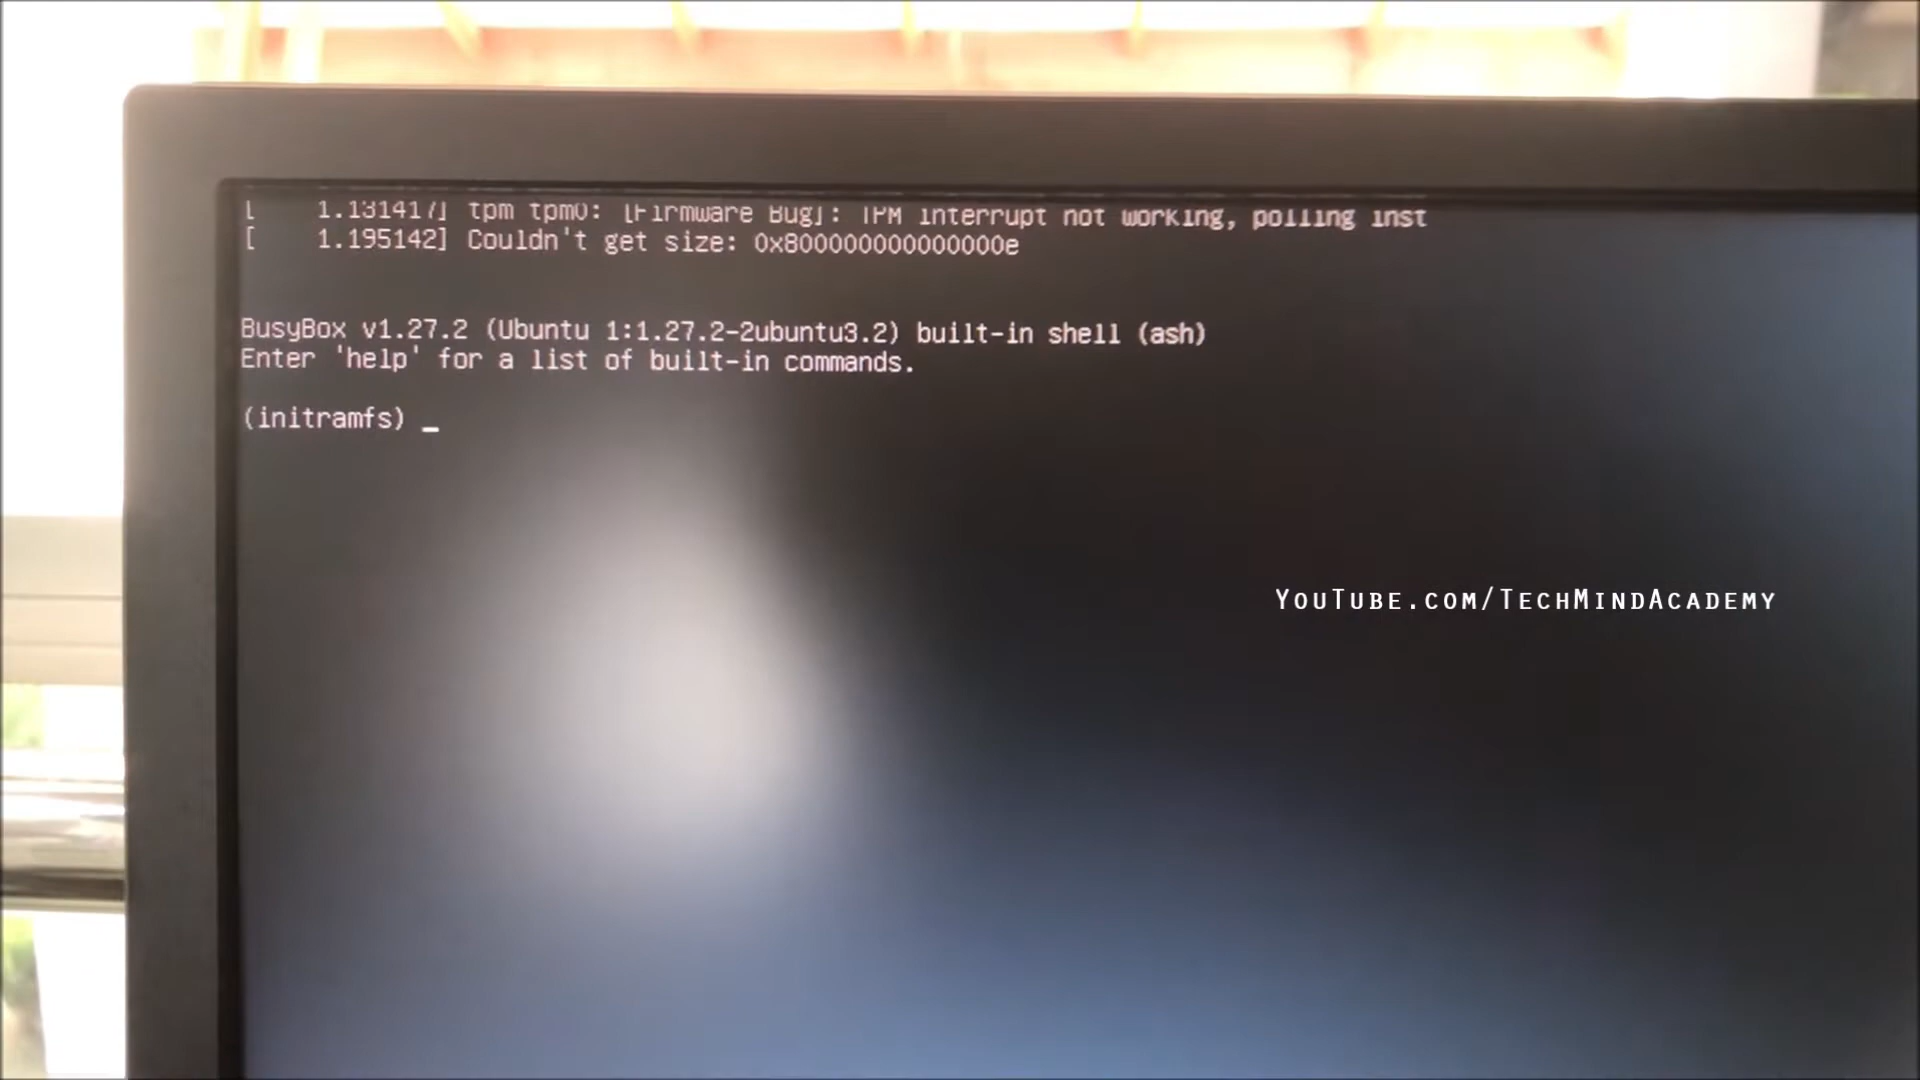 [    1.131417] tpm tpm0: [Firmware Bug]: TPM interrupt not working, polling inst
[    1.195142] Couldn't get size: 0x800000000000000e
BusyBox v1.27.2 (Ubuntu 1:1.27.2-2ubuntu3.2) built-in shell (ash)
Enter 'help' for a list of built-in commands.
(initramfs) _
YouTube.com/TechMindAcademy